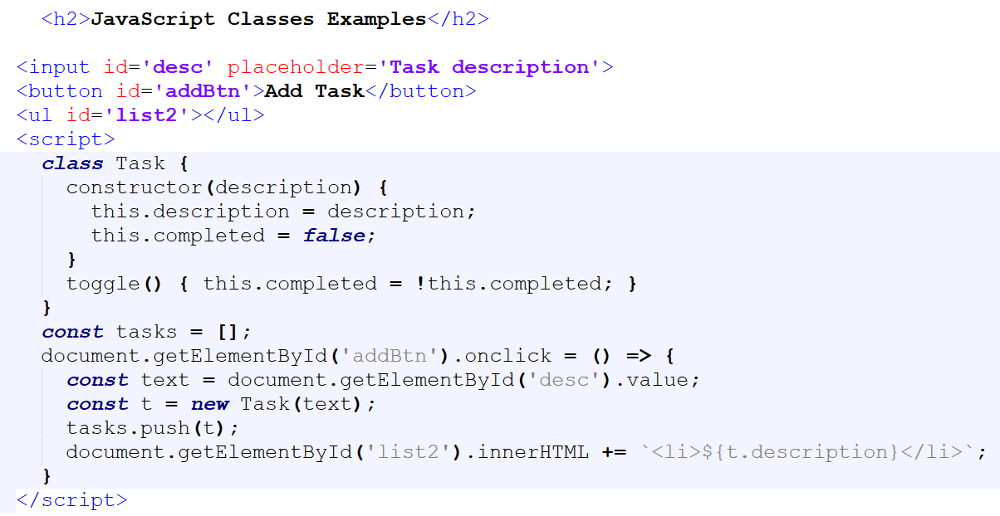 <h2>JavaScript Classes Examples</h2>
<input id='desc' placeholder='Task description'>
<button id='addBtn'>Add Task</button>
<ul id='list2'></ul>
<script>
class Task {
constructor(description) {
this.description = description;
this.completed = false;
}
toggle() { this.completed = !this.completed; }
}
const tasks = [];
document.getElementById('addBtn').onclick = () => {
const text = document.getElementById('desc').value;
const t = new Task(text);
tasks.push(t);
document.getElementById('list2').innerHTML += `<li>${t.description}</li>`;
}
</script>